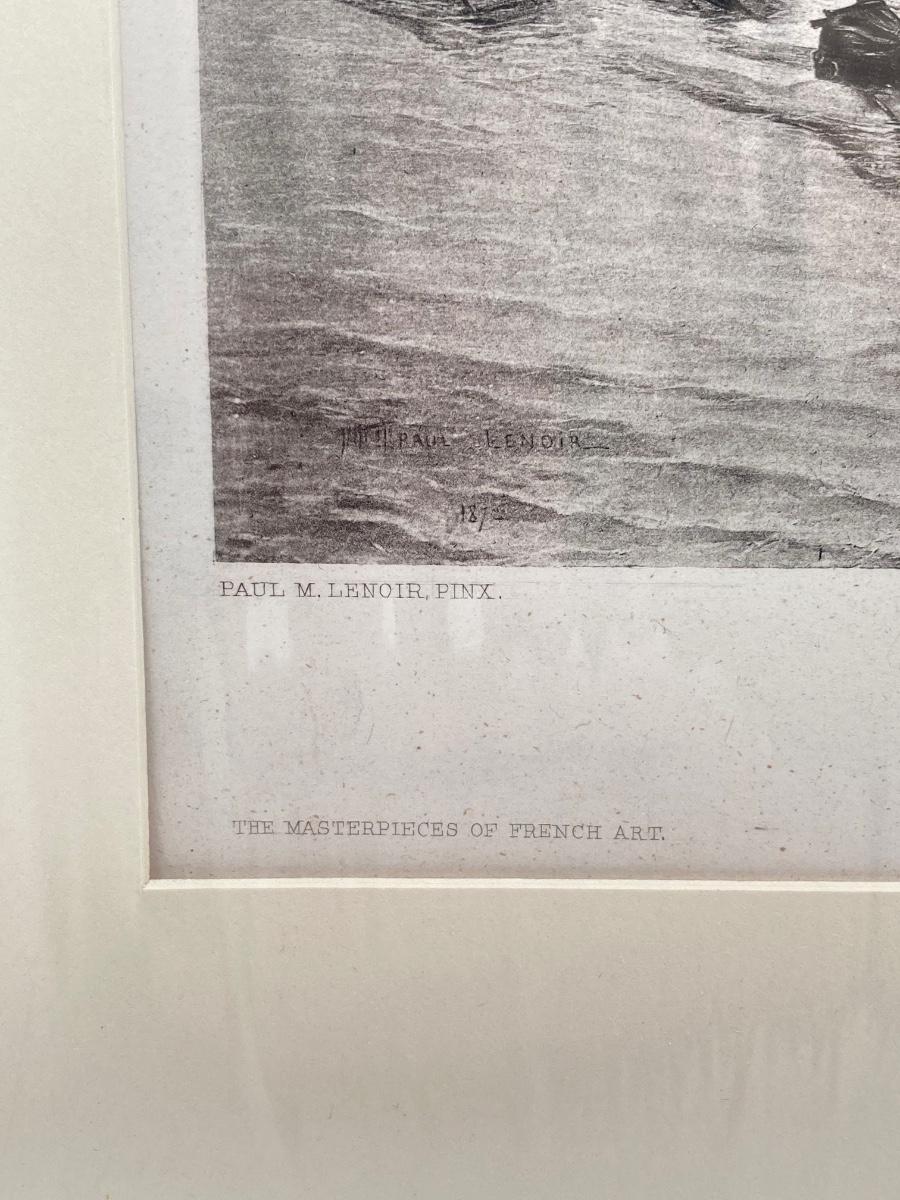 PAUL LENOIR
PAUL M. LENOIR, PINX.
THE MASTERPIECES OF FRENCH ART.